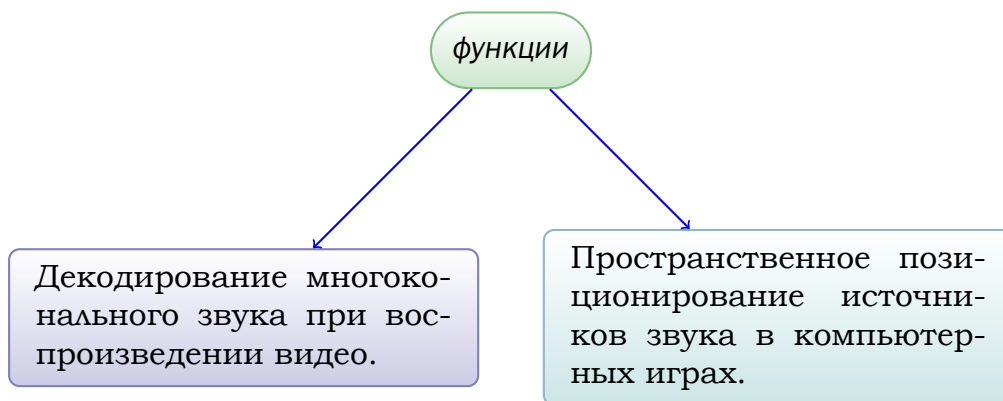 функции
Декодирование многоко-
нального звука при вос-
произведении видео.
Пространственное пози-
ционирование источни-
ков звука в компьютер-
ных играх.